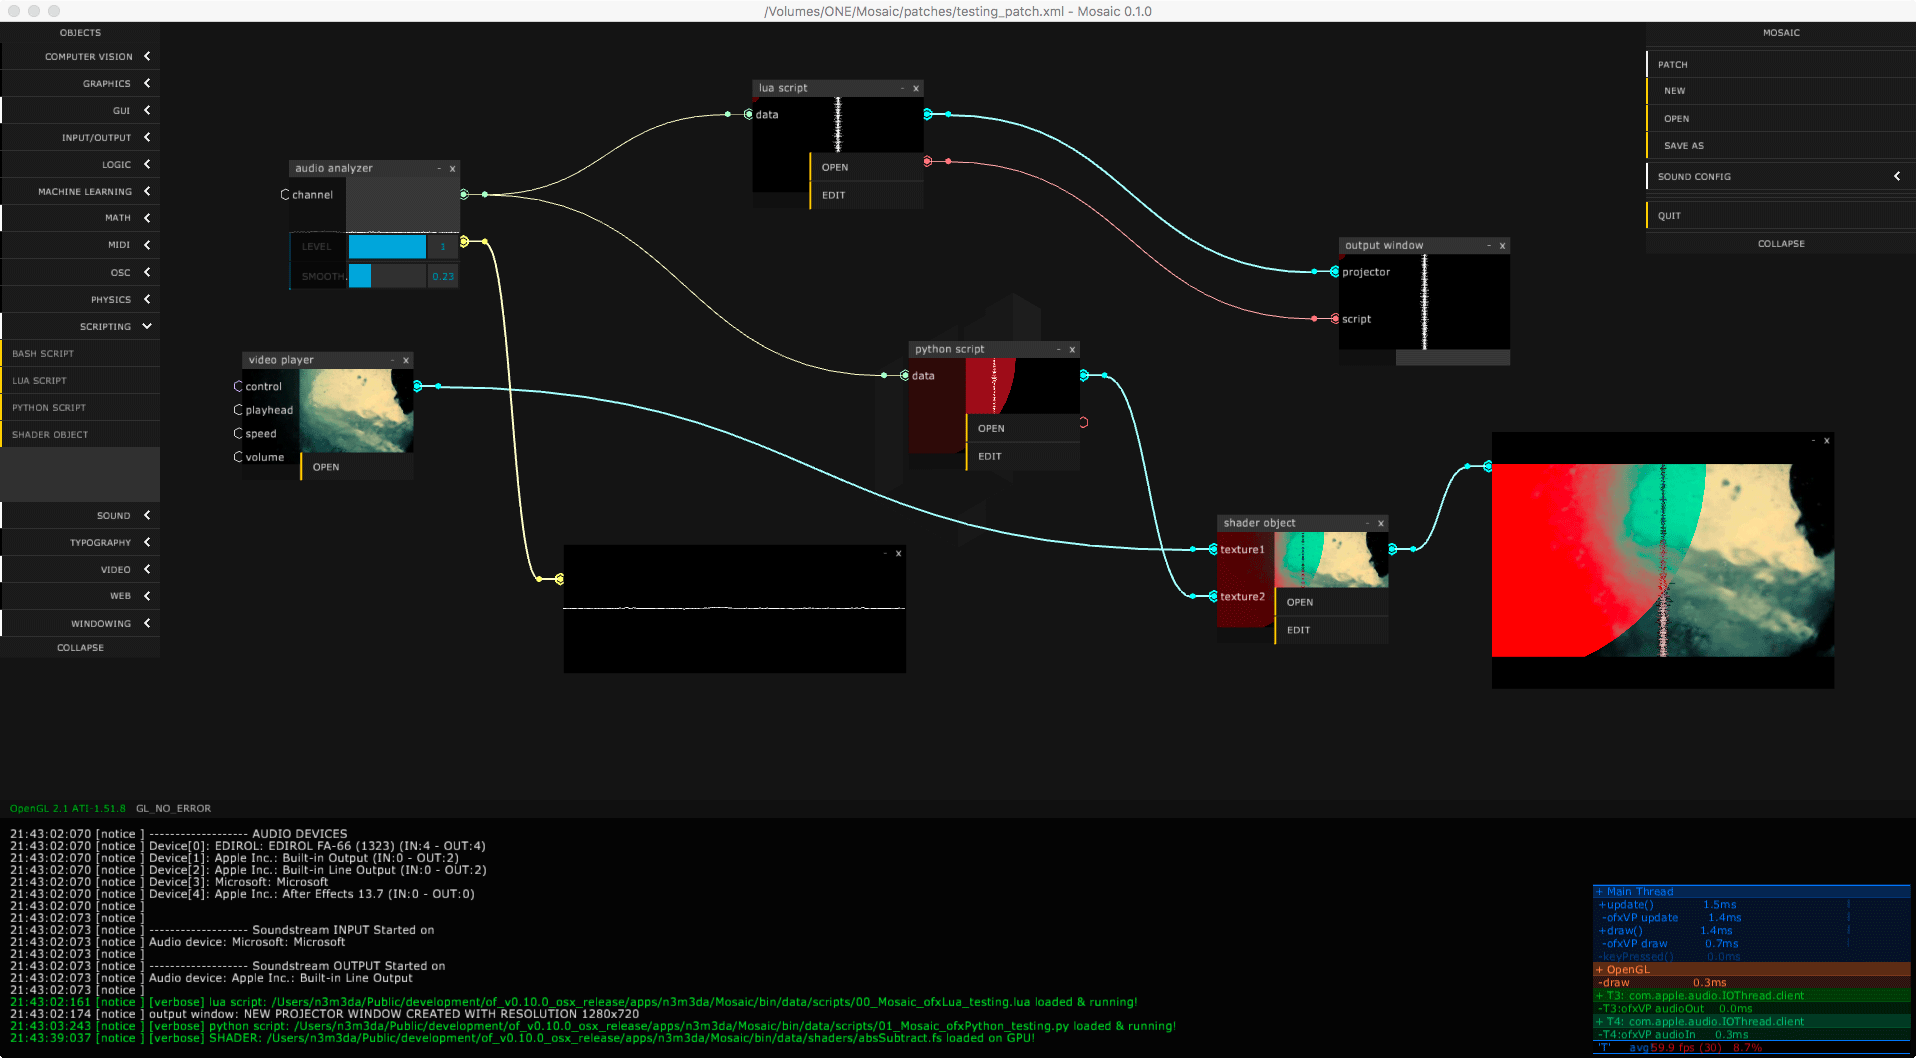 /Volumes/ONE/Mosaic/patches/testing_patch.xml - Mosaic 0.1.0
OBJECTS
COMPUTER VISION
GRAPHICS
GUI
INPUT/OUTPUT
LOGIC
MACHINE LEARNING
MATH
MIDI
OSC
PHYSICS
SCRIPTING
BASH SCRIPT
LUA SCRIPT
PYTHON SCRIPT
SHADER OBJECT
SOUND
TYPOGRAPHY
VIDEO
WEB
WINDOWING
COLLAPSE
audio analyzer - x
channel
LEVEL 1
SMOOTH. 0.23
video player - x
control
playhead
speed
volume
OPEN
lua script - x
data
OPEN
EDIT
python script - x
data
OPEN
EDIT
- x
shader object - x
texture1
texture2
OPEN
EDIT
output window - x
projector
script
- x
MOSAIC
PATCH
NEW
OPEN
SAVE AS
SOUND CONFIG
QUIT
COLLAPSE
OpenGL 2.1 ATI-1.51.8 GL_NO_ERROR
21:43:02:070 [notice ] ------------------- AUDIO DEVICES
21:43:02:070 [notice ] Device[0]: EDIROL: EDIROL FA-66 (1323) (IN:4 - OUT:4)
21:43:02:070 [notice ] Device[1]: Apple Inc.: Built-in Output (IN:0 - OUT:2)
21:43:02:070 [notice ] Device[2]: Apple Inc.: Built-in Line Output (IN:0 - OUT:2)
21:43:02:070 [notice ] Device[3]: Microsoft: Microsoft
21:43:02:070 [notice ] Device[4]: Apple Inc.: After Effects 13.7 (IN:0 - OUT:0)
21:43:02:070 [notice ]
21:43:02:073 [notice ]
21:43:02:073 [notice ] ------------------- Soundstream INPUT Started on
21:43:02:073 [notice ] Audio device: Microsoft: Microsoft
21:43:02:073 [notice ]
21:43:02:073 [notice ] ------------------- Soundstream OUTPUT Started on
21:43:02:073 [notice ] Audio device: Apple Inc.: Built-in Line Output
21:43:02:073 [notice ]
21:43:02:161 [notice ] [verbose] lua script: /Users/n3m3da/Public/development/of_v0.10.0_osx_release/apps/n3m3da/Mosaic/bin/data/scripts/00_Mosaic_ofxLua_testing.lua loaded & running!
21:43:02:174 [notice ] output window: NEW PROJECTOR WINDOW CREATED WITH RESOLUTION 1280x720
21:43:03:243 [notice ] [verbose] python script: /Users/n3m3da/Public/development/of_v0.10.0_osx_release/apps/n3m3da/Mosaic/bin/data/scripts/01_Mosaic_ofxPython_testing.py loaded & running!
21:43:39:037 [notice ] [verbose] SHADER: /Users/n3m3da/Public/development/of_v0.10.0_osx_release/apps/n3m3da/Mosaic/bin/data/shaders/absSubtract.fs loaded on GPU!
+ Main Thread
+update() 1.5ms
-ofxVP update 1.4ms
+draw() 1.4ms
-ofxVP draw 0.7ms
-keyPressed() 0.0ms
+ OpenGL
-draw 0.3ms
+ T3: com.apple.audio.IOThread.client
-T3:ofxVP audioOut 0.0ms
+ T4: com.apple.audio.IOThread.client
-T4:ofxVP audioIn 0.3ms
'T' avg 59.9 fps (30) 8.7%